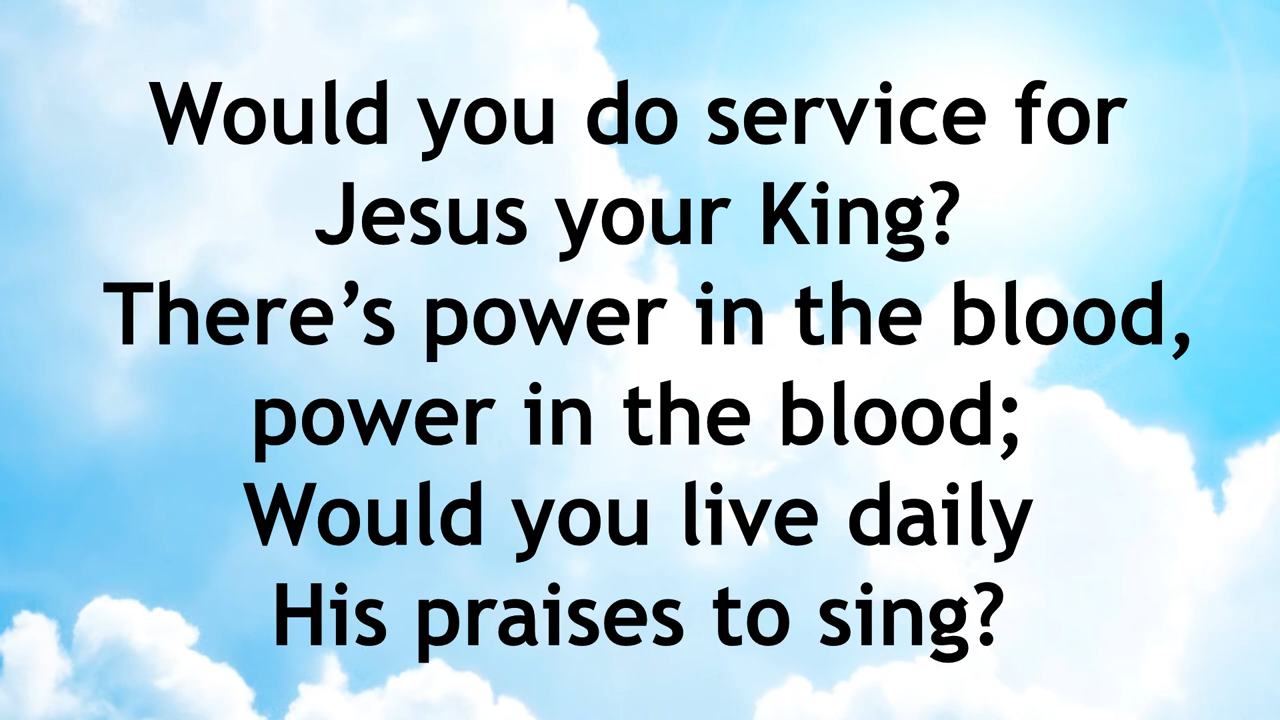 Would you do service for
Jesus your King?
There’s power in the blood,
power in the blood;
Would you live daily
His praises to sing?